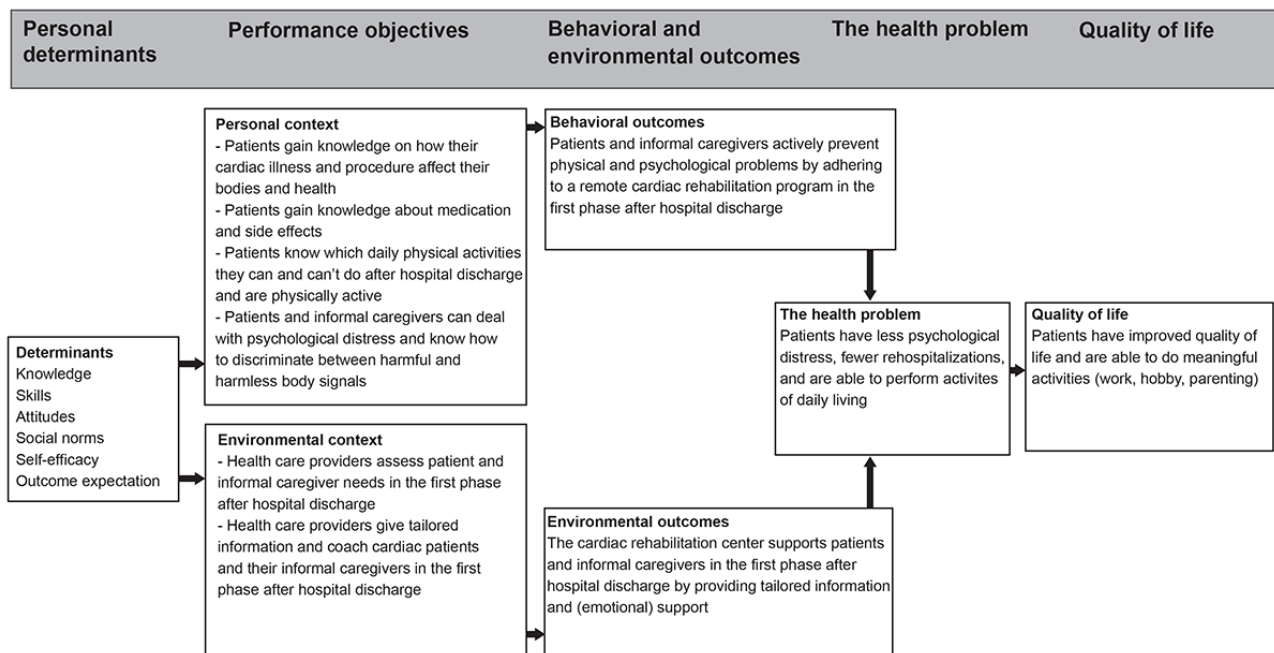 Personal
determinants
Performance objectives
Behavioral and
environmental outcomes
The health problem
Quality of life
Determinants
Knowledge
Skills
Attitudes
Social norms
Self-efficacy
Outcome expectation
Personal context
- Patients gain knowledge on how their
cardiac illness and procedure affect their
bodies and health
- Patients gain knowledge about medication
and side effects
- Patients know which daily physical activities
they can and can't do after hospital discharge
and are physically active
- Patients and informal caregivers can deal
with psychological distress and know how
to discriminate between harmful and
harmless body signals
Environmental context
- Health care providers assess patient and
informal caregiver needs in the first phase
after hospital discharge
- Health care providers give tailored
information and coach cardiac patients
and their informal caregivers in the first
phase after hospital discharge
Behavioral outcomes
Patients and informal caregivers actively prevent
physical and psychological problems by adhering
to a remote cardiac rehabilitation program in the
first phase after hospital discharge
Environmental outcomes
The cardiac rehabilitation center supports patients
and informal caregivers in the first phase after
hospital discharge by providing tailored information
and (emotional) support
The health problem
Patients have less psychological
distress, fewer rehospitalizations,
and are able to perform activites
of daily living
Quality of life
Patients have improved quality of
life and are able to do meaningful
activities (work, hobby, parenting)